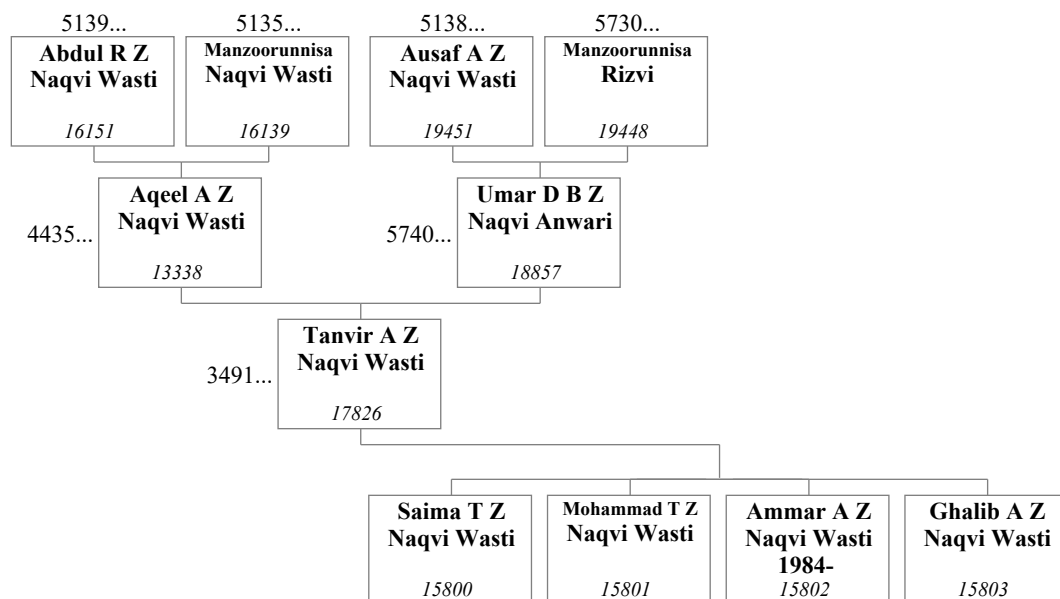 5139...
5135...
5138...
5730...
Abdul R Z
Naqvi Wasti
16151
Manzoorunnisa
Naqvi Wasti
16139
Ausaf A Z
Naqvi Wasti
19451
Manzoorunnisa
Rizvi
19448
4435...
Aqeel A Z
Naqvi Wasti
13338
5740...
Umar D B Z
Naqvi Anwari
18857
3491...
Tanvir A Z
Naqvi Wasti
17826
Saima T Z
Naqvi Wasti
15800
Mohammad T Z
Naqvi Wasti
15801
Ammar A Z
Naqvi Wasti
1984-
15802
Ghalib A Z
Naqvi Wasti
15803